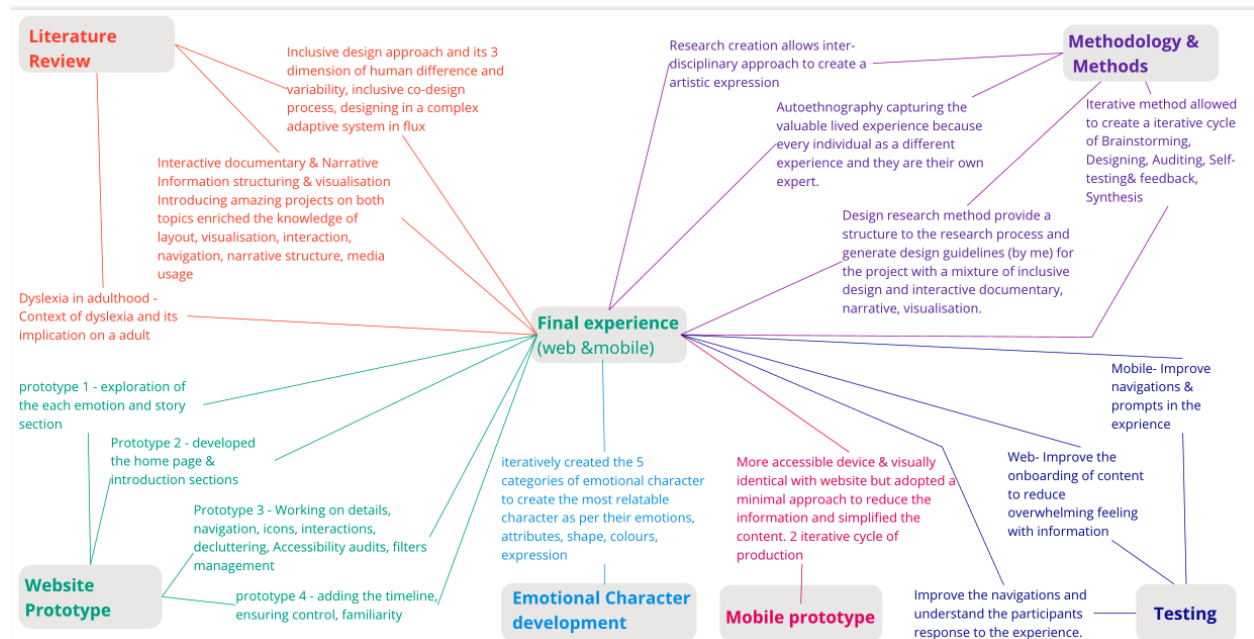 Literature
Review
Inclusive design approach and its 3
dimension of human difference and
variability, inclusive co-design
process, designing in a complex
adaptive system in flux
Interactive documentary & Narrative
Information structuring & visualisation
Introducing amazing projects on both
topics enriched the knowledge of
layout, visualisation, interaction,
navigation, narrative structure, media
usage
Dyslexia in adulthood -
Context of dyslexia and its
implication on a adult
Research creation allows inter-
disciplinary approach to create a
artistic expression
Methodology &
Methods
Autoethnography capturing the
valuable lived experience because
every individual as a different
experience and they are their own
expert.
Iterative method allowed
to create a iterative cycle
of Brainstorming,
Designing, Auditing, Self-
testing& feedback,
Synthesis
Design research method provide a
structure to the research process and
generate design guidelines (by me) for
the project with a mixture of inclusive
design and interactive documentary,
narrative, visualisation.
Final experience
(web &mobile)
prototype 1 - exploration of
the each emotion and story
section
Prototype 2 - developed
the home page &
introduction sections
Prototype 3 - Working on details,
navigation, icons, interactions,
decluttering, Accessibility audits, filters
management
prototype 4 - adding the timeline,
ensuring control, familiarity
Website
Prototype
iteratively created the 5
categories of emotional character
to create the most relatable
character as per their emotions,
attributes, shape, colours,
expression
Emotional Character
development
More accessible device & visually
identical with website but adopted a
minimal approach to reduce the
information and simplified the
content. 2 iterative cycle of
production
Mobile prototype
Mobile- Improve
navigations &
prompts in the
exprience
Web- Improve the
onboarding of content
to reduce
overwhelming feeling
with information
Improve the navigations and
understand the participants
response to the experience.
Testing